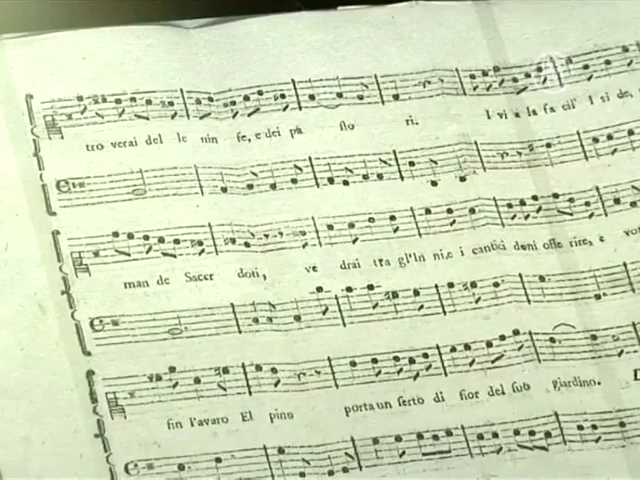 tro verai del le nin fe, e dei pa sto ri. I vi a la fa cil' I si de,
man de Sacer doti, ve drai tra gl'In ni, e i cantici doni offe rire, e
fin l'avaro El pino porta un serto di fior del suo giardino.